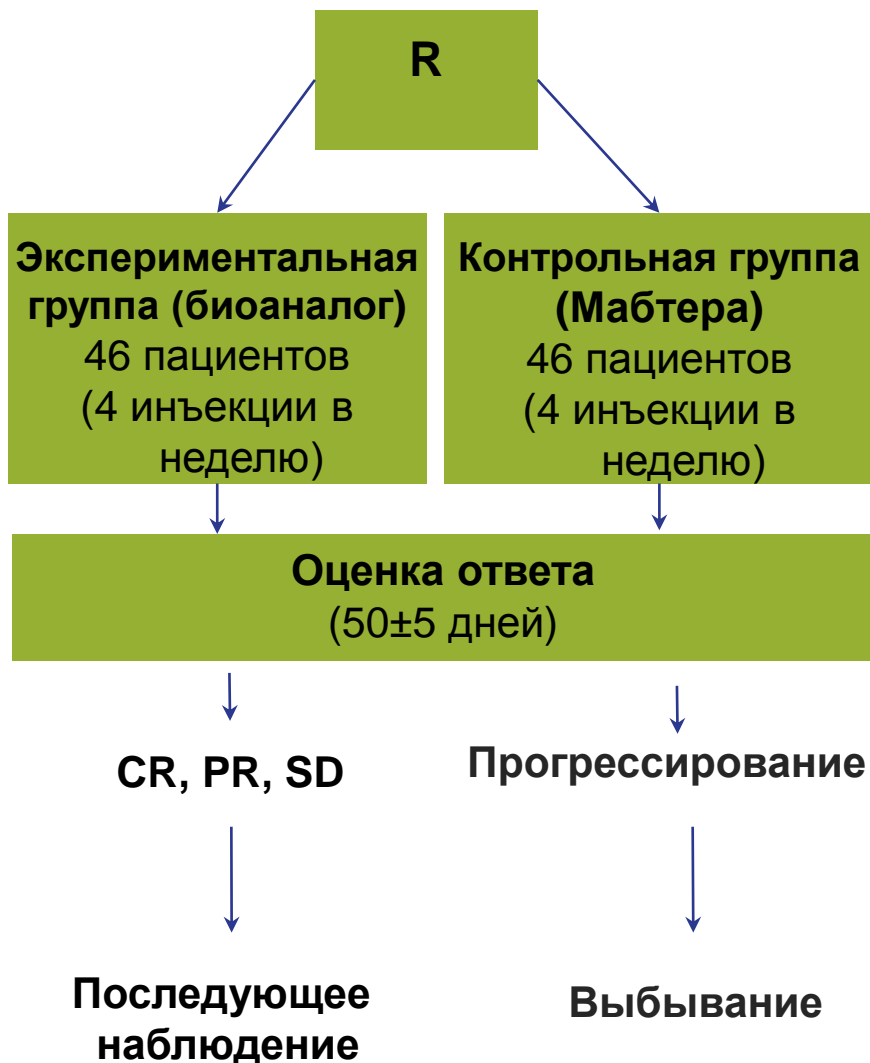 R
Экспериментальная
группа (биоаналог)
46 пациентов
(4 инъекции в
неделю)
Контрольная группа
(Мабтера)
46 пациентов
(4 инъекции в
неделю)
Оценка ответа
(50±5 дней)
CR, PR, SD
Прогрессирование
Последующее
наблюдение
Выбывание